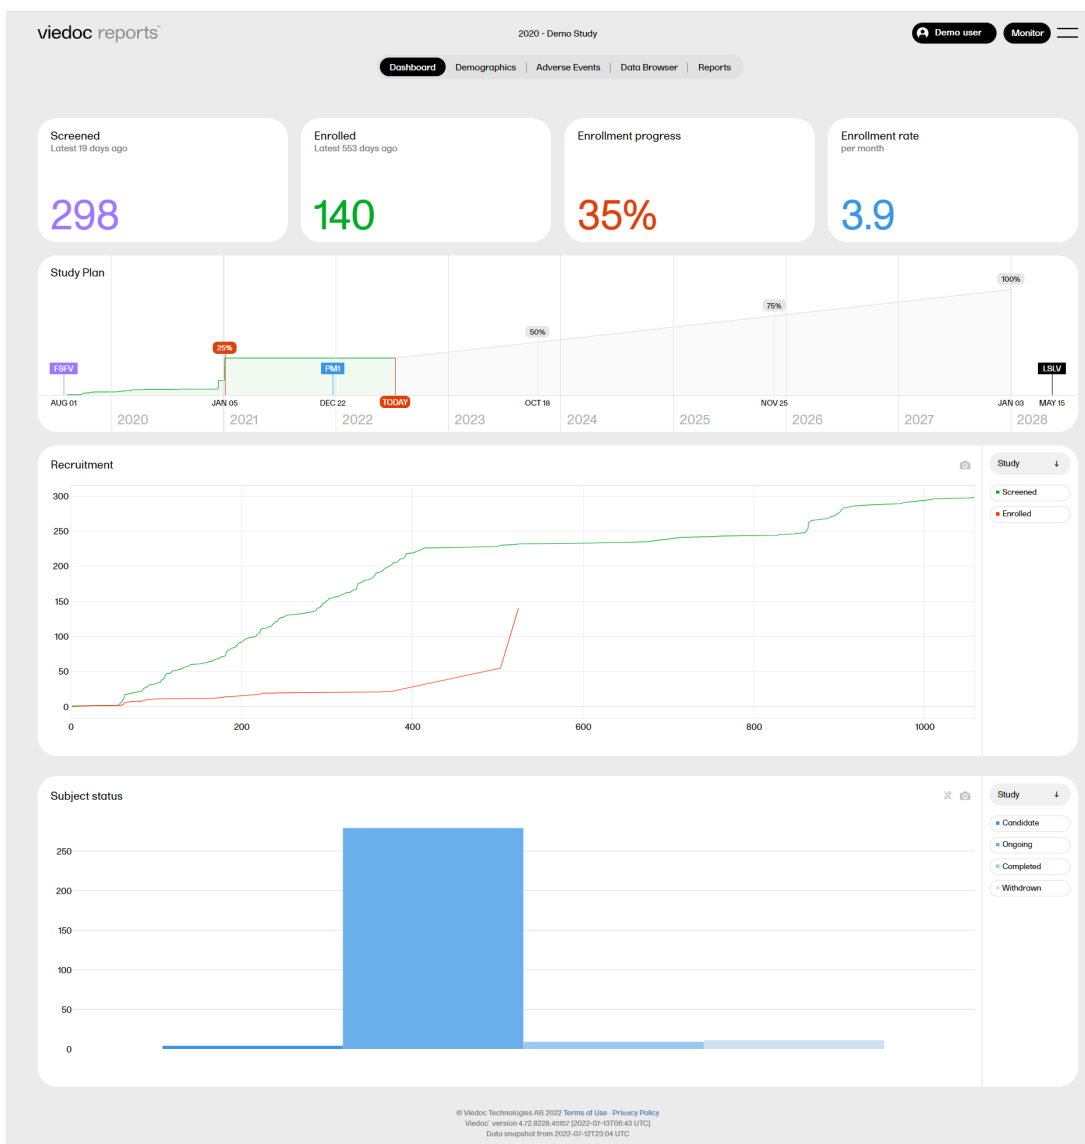 viedoc reports™
2020 - Demo Study
Demo user
Monitor
Dashboard
Demographics
Adverse Events
Data Browser
Reports
Screened
Latest 19 days ago
298
Enrolled
Latest 553 days ago
140
Enrollment progress
35%
Enrollment rate
per month
3.9
Study Plan
100%
75%
50%
25%
FSFV
PM1
LSLV
AUG 01
JAN 05
DEC 22
TODAY
OCT 18
NOV 25
JAN 03
MAY 15
2020
2021
2022
2023
2024
2025
2026
2027
2028
Recruitment
Study ↓
Screened
Enrolled
300
250
200
150
100
50
0
0
200
400
600
800
1000
Subject status
Study ↓
Candidate
Ongoing
Completed
Withdrawn
250
200
150
100
50
0
© Viedoc Technologies AB 2022 Terms of Use - Privacy Policy
Viedoc™ version 4.72.8228.45157 [2022-07-13T06:43 UTC]
Data snapshot from 2022-07-12T23:04 UTC